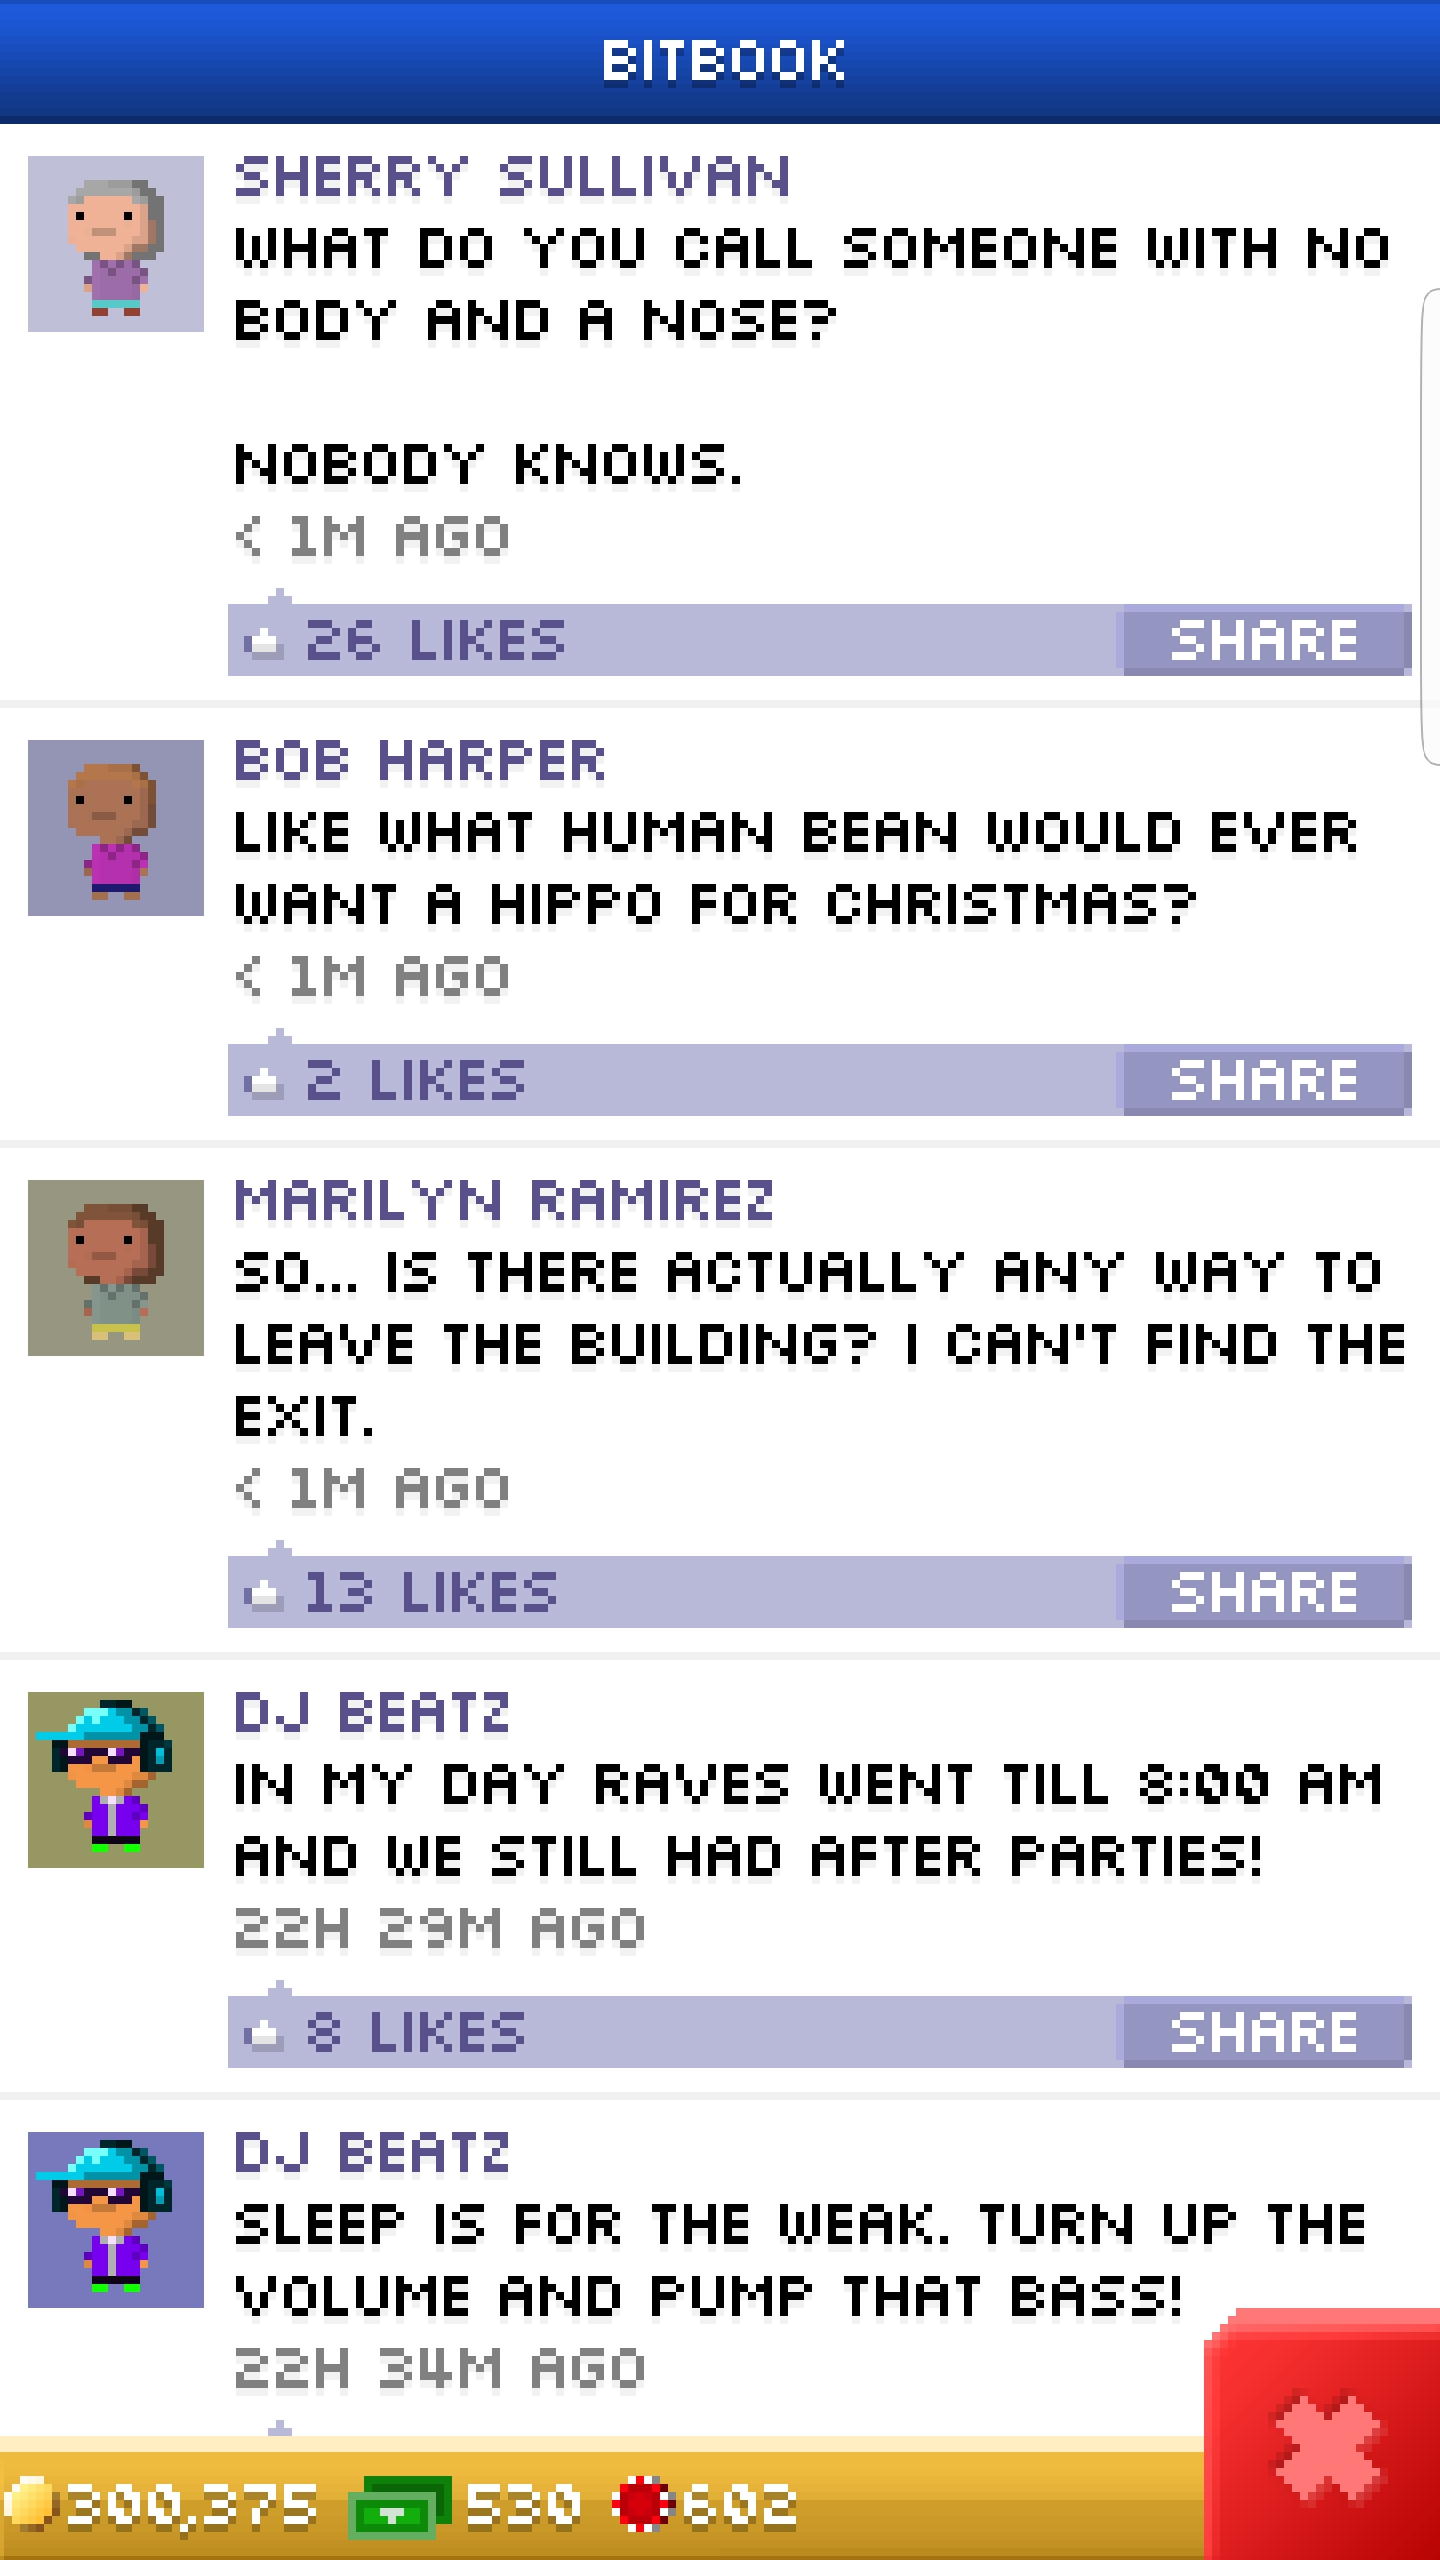 BITBOOK
SHERRY SULLIVAN
WHAT DO YOU CALL SOMEONE WITH NO
BODY AND A NOSE?
NOBODY KNOWS.
< 1M AGO
26 LIKES SHARE
BOB HARPER
LIKE WHAT HUMAN BEAN WOULD EVER
WANT A HIPPO FOR CHRISTMAS?
< 1M AGO
2 LIKES SHARE
MARILYN RAMIREZ
SO... IS THERE ACTUALLY ANY WAY TO
LEAVE THE BUILDING? I CAN'T FIND THE
EXIT.
< 1M AGO
13 LIKES SHARE
DJ BEATZ
IN MY DAY RAVES WENT TILL 8:00 AM
AND WE STILL HAD AFTER PARTIES!
22H 29M AGO
8 LIKES SHARE
DJ BEATZ
SLEEP IS FOR THE WEAK. TURN UP THE
VOLUME AND PUMP THAT BASS!
22H 34M AGO
300,375 530 602